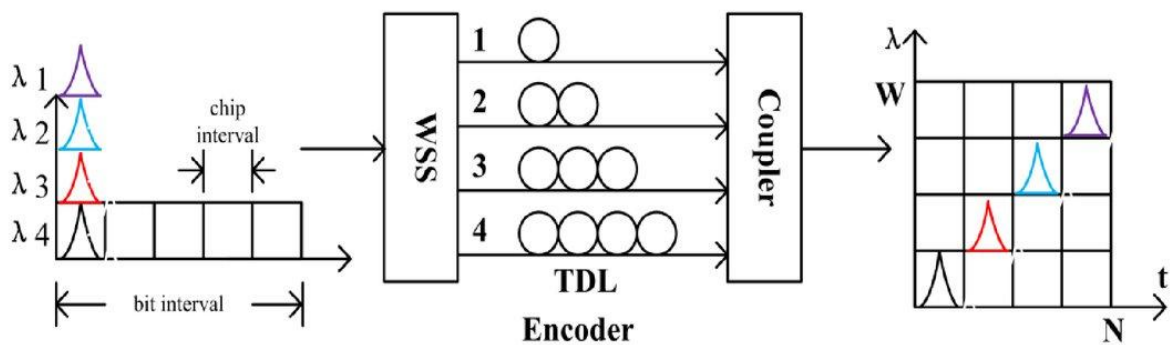 λ 1
λ 2
λ 3
λ 4
chip
interval
bit interval
WSS
1
2
3
4
TDL
Encoder
Coupler
λ
W
t
N